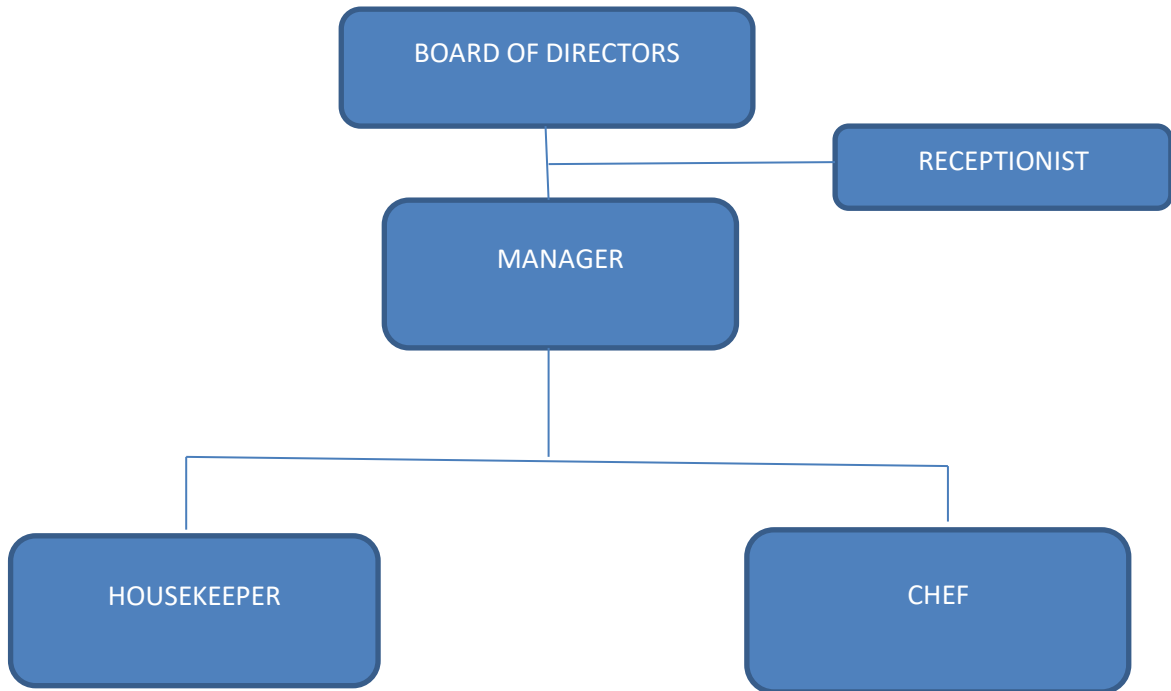 BOARD OF DIRECTORS
RECEPTIONIST
MANAGER
HOUSEKEEPER
CHEF